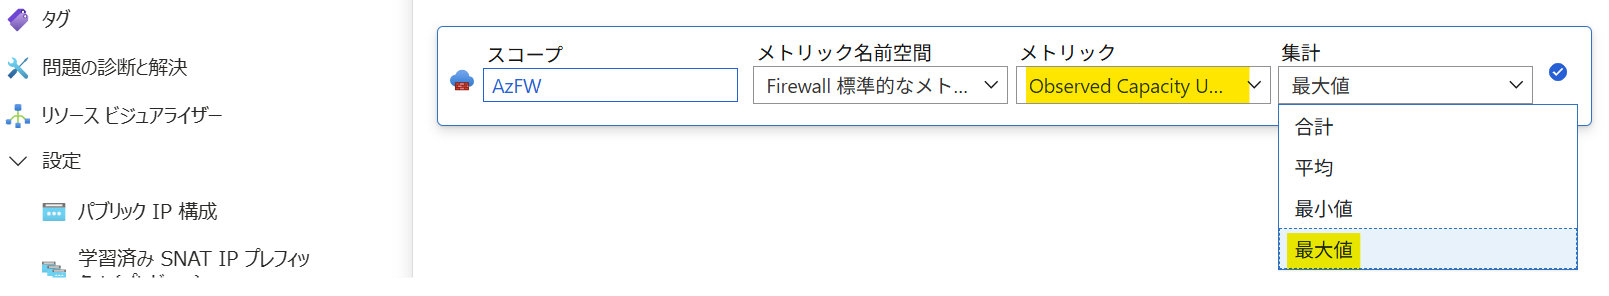 タグ
問題の診断と解決
リソース ビジュアライザー
設定
パブリック IP 構成
学習済み SNAT IP プレフィッ
スコープ
AzFW
メトリック名前空間
Firewall 標準的なメト...
メトリック
Observed Capacity U...
集計
最大値
合計
平均
最小値
最大値